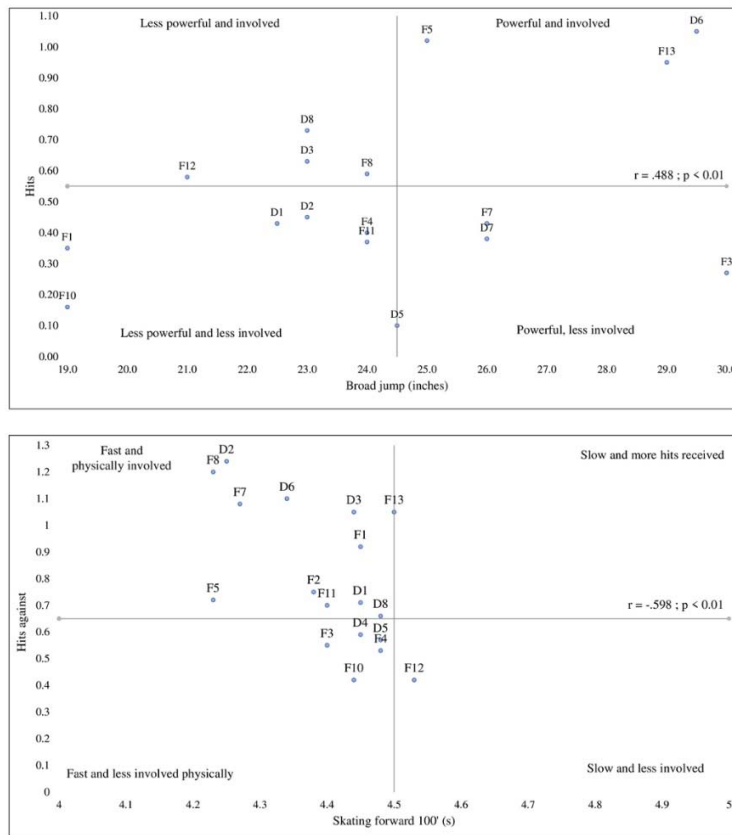 1.10
Less powerful and involved
Powerful and involved
D6
F5
1.00
F13
0.90
0.80
D8
0.70
D3
F12
F8
0.60
r = .488 ; p < 0.01
Hits
0.50
D2
D1
F4
F7
0.40
F11
D7
F1
0.30
F3
0.20
F10
D5
0.10
Less powerful and less involved
Powerful, less involved
0.00
19.0 20.0 21.0 22.0 23.0 24.0 25.0 26.0 27.0 28.0 29.0 30.0
Broad jump (inches)
1.3
Fast and
physically involved
D2
Slow and more hits received
F8
1.2
F7
D6
1.1
D3
F13
1
F1
0.9
0.8
F2
F5
F11
D1
0.7
D8
r = -.598 ; p < 0.01
Hits against
0.6
D4
D5
F3
F4
0.5
F10
F12
0.4
0.3
0.2
0.1
Fast and less involved physically
Slow and less involved
0
4 4.1 4.2 4.3 4.4 4.5 4.6 4.7 4.8 4.9 5
Skating forward 100' (s)